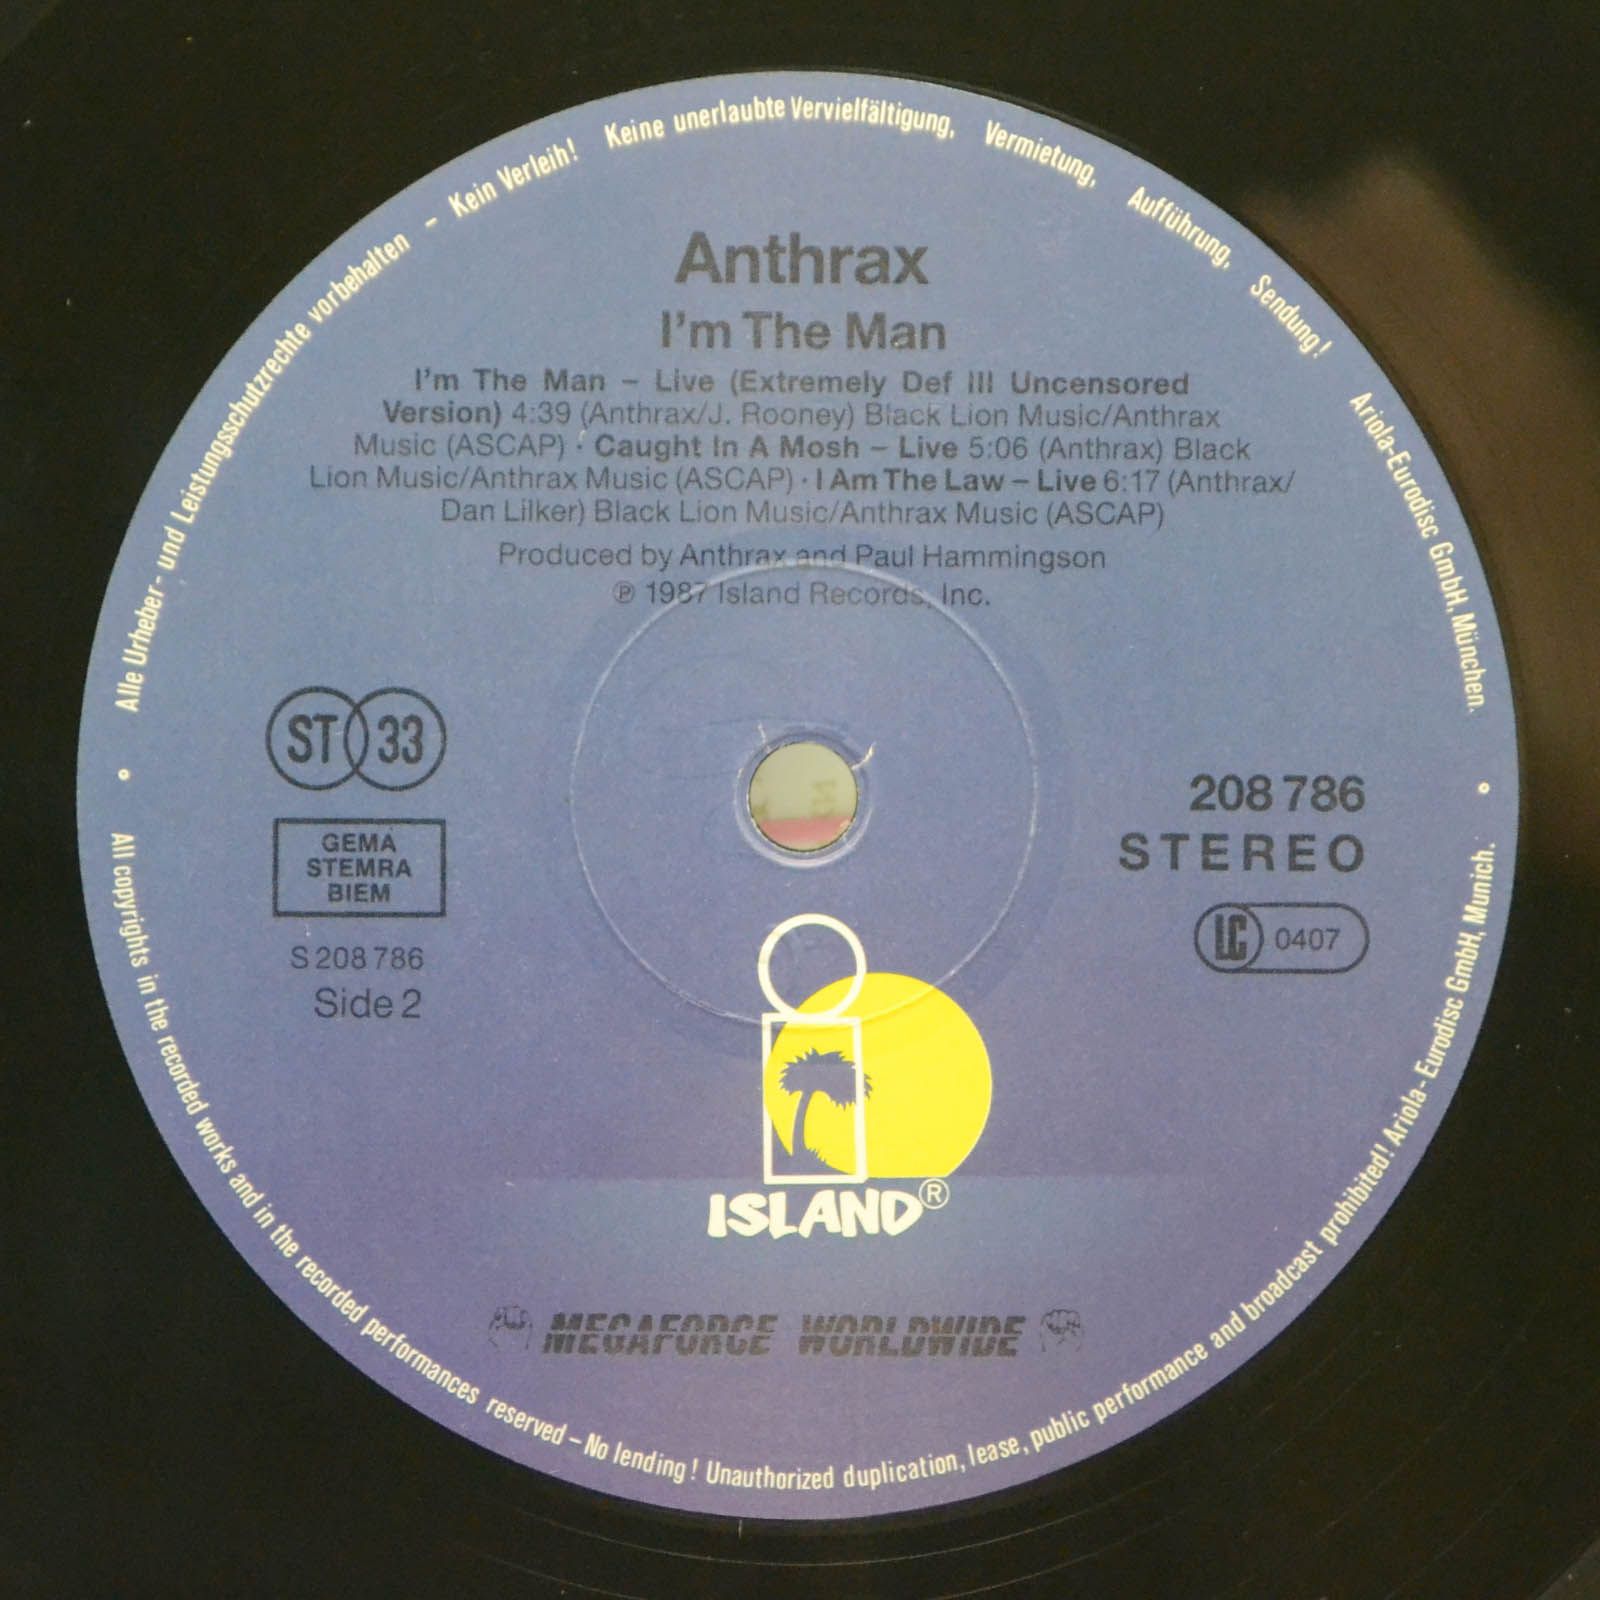 Alle Urheber- und Leistungsschutzrechte vorbehalten – Kein Verleih! Keine unerlaubte Vervielfältigung, Vermietung, Aufführung, Sendung! Ariola-Eurodisc GmbH, München.
Anthrax
I'm The Man
I'm The Man – Live (Extremely Def III Uncensored
Version) 4:39 (Anthrax/J. Rooney) Black Lion Music/Anthrax
Music (ASCAP) · Caught In A Mosh – Live 5:06 (Anthrax) Black
Lion Music/Anthrax Music (ASCAP) · I Am The Law – Live 6:17 (Anthrax/
Dan Lilker) Black Lion Music/Anthrax Music (ASCAP)
Produced by Anthrax and Paul Hammingson
℗ 1987 Island Records, Inc.
ST 33
GEMA
STEMRA
BIEM
S 208 786
Side 2
208 786
STEREO
LC 0407
ISLAND®
MEGAFORCE WORLDWIDE
All copyrights in the recorded works and in the recorded performances reserved – No lending! Unauthorized duplication, lease, public performance and broadcast prohibited! Ariola-Eurodisc GmbH, Munich.